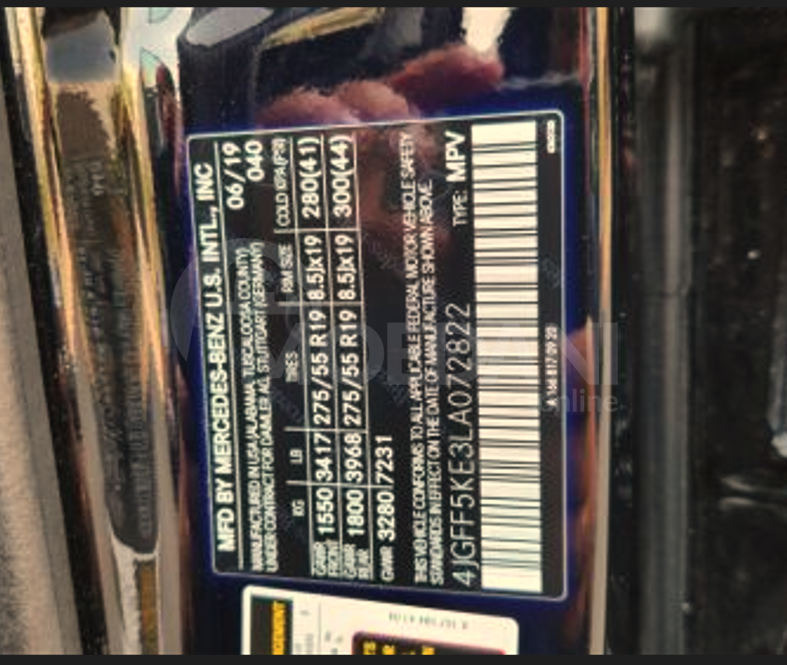 MFD BY MERCEDES-BENZ U.S. INTL., INC
MANUFACTURED IN USA (ALABAMA, TUSCALOOSA COUNTY) 06/19
UNDER CONTRACT FOR DAIMLER AG, STUTTGART (GERMANY) 040
KG LB TIRES RIM SIZE COLD KPA (PSI)
GAWR FRONT 1550 3417 275/55 R19 8.5Jx19 280(41)
GAWR REAR 1800 3968 275/55 R19 8.5Jx19 300(44)
GVWR 3280 7231
THIS VEHICLE CONFORMS TO ALL APPLICABLE FEDERAL MOTOR VEHICLE SAFETY
STANDARDS IN EFFECT ON THE DATE OF MANUFACTURE SHOWN ABOVE.
4JGFF5KE3LA072822 TYPE: MPV
online